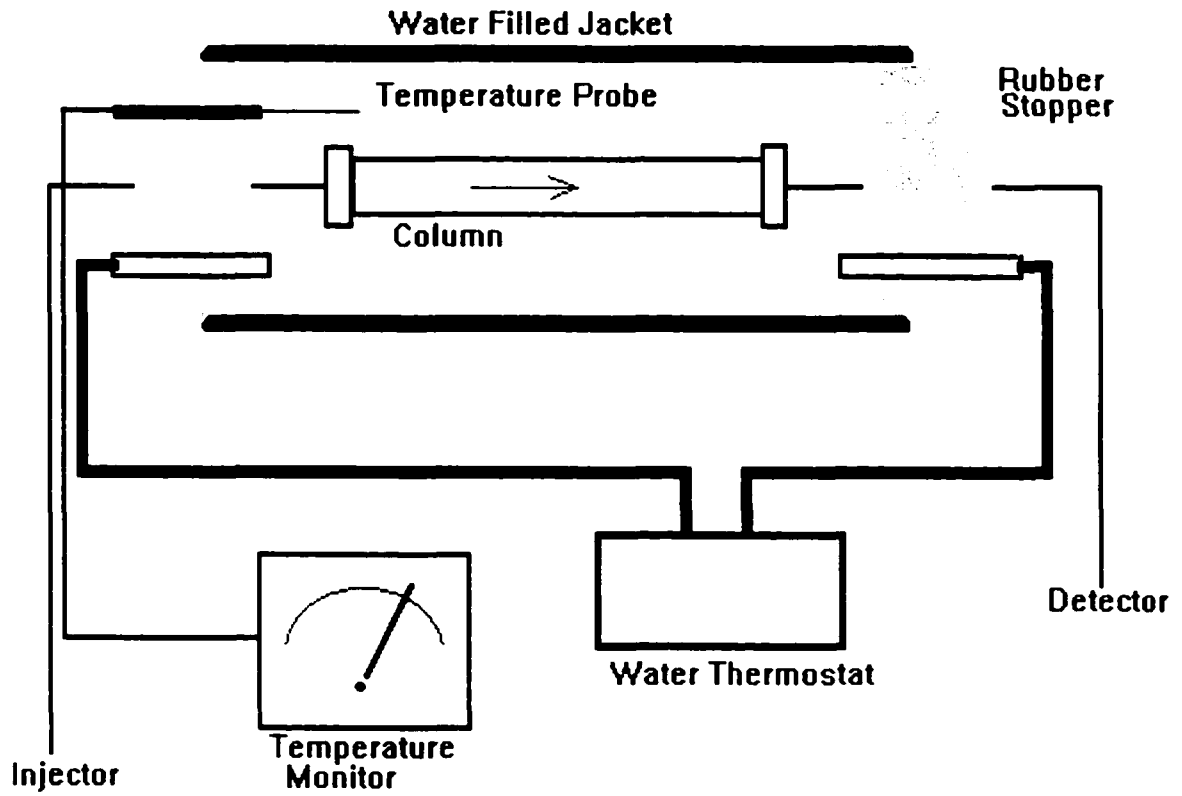 Water Filled Jacket
Rubber
Stopper
Temperature Probe
Column
Detector
Water Thermostat
Temperature
Monitor
Injector